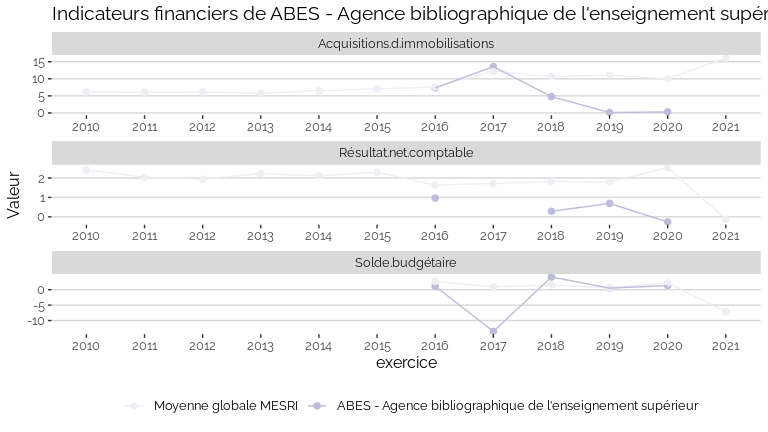 Indicateurs financiers de ABES - Agence bibliographique de l'enseignement supér
Acquisitions.d.immobilisations
15
10
5
0
2010 2011 2012 2013 2014 2015 2016 2017 2018 2019 2020 2021
Résultat.net.comptable
2
1
0
2010 2011 2012 2013 2014 2015 2016 2017 2018 2019 2020 2021
Valeur
Solde.budgétaire
0
-5
-10
2010 2011 2012 2013 2014 2015 2016 2017 2018 2019 2020 2021
exercice
Moyenne globale MESRI ABES - Agence bibliographique de l'enseignement supérieur